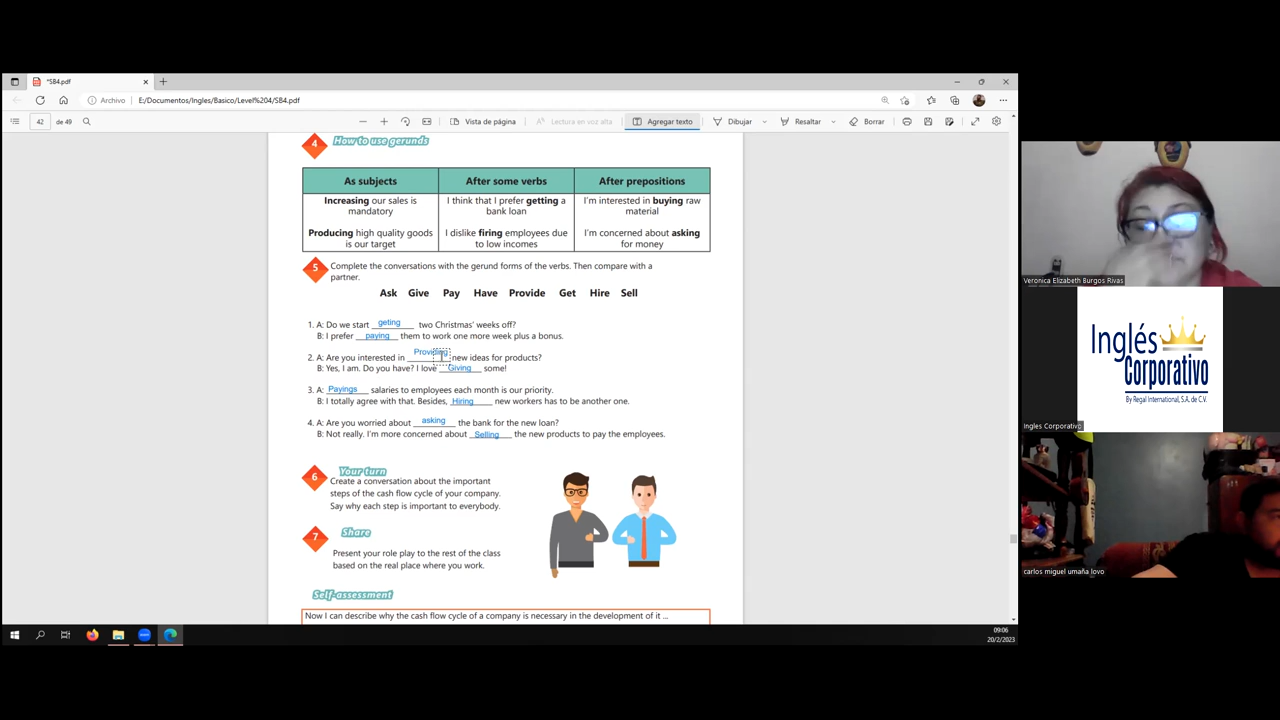 *SB4.pdf
Archivo
E:/Documentos/Ingles/Basico/Level%204/SB4.pdf
42 de 49
Vista de página
Lectura en voz alta
Agregar texto
Dibujar
Resaltar
Borrar
4 How to use gerunds
As subjects After some verbs After prepositions
Increasing our sales is mandatory
I think that I prefer getting a bank loan
I'm interested in buying raw material
Producing high quality goods is our target
I dislike firing employees due to low incomes
I'm concerned about asking for money
5 Complete the conversations with the gerund forms of the verbs. Then compare with a
partner.
Ask Give Pay Have Provide Get Hire Sell
1. A: Do we start geting two Christmas' weeks off?
B: I prefer paying them to work one more week plus a bonus.
2. A: Are you interested in Providing new ideas for products?
B: Yes, I am. Do you have? I love Giving some!
3. A: Payings salaries to employees each month is our priority.
B: I totally agree with that. Besides, Hiring new workers has to be another one.
4. A: Are you worried about asking the bank for the new loan?
B: Not really. I'm more concerned about Selling the new products to pay the employees.
6 Your turn
Create a conversation about the important
steps of the cash flow cycle of your company.
Say why each step is important to everybody.
7 Share
Present your role play to the rest of the class
based on the real place where you work.
Self-assessment
Now I can describe why the cash flow cycle of a company is necessary in the development of it ...
09:06
20/2/2023
Veronica Elizabeth Burgos Rivas
Inglés
Corporativo
By Regal International, S.A. de C.V.
Ingles Corporativo
carlos miguel umaña lovo